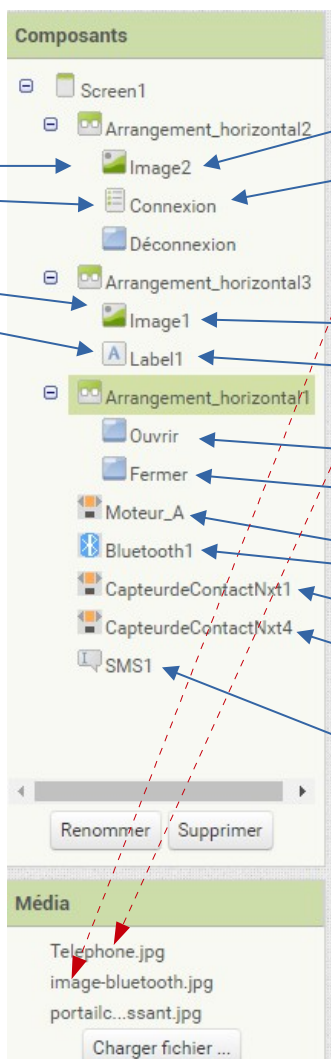 Composants
Screen1
Arrangement_horizontal2
Image2
Connexion
Déconnexion
Arrangement_horizontal3
Image1
A Label1
Arrangement_horizontal1
Ouvrir
Fermer
Moteur_A
Bluetooth1
CapteurdeContactNxt1
CapteurdeContactNxt4
SMS1
Renommer Supprimer
Média
Telephone.jpg
image-bluetooth.jpg
portailc...ssant.jpg
Charger fichier ...